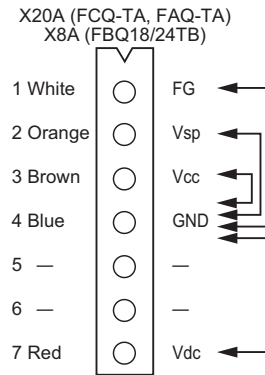 X20A (FCQ-TA, FAQ-TA)
X8A (FBQ18/24TB)
1 White FG
2 Orange Vsp
3 Brown Vcc
4 Blue GND
5 — —
6 — —
7 Red Vdc